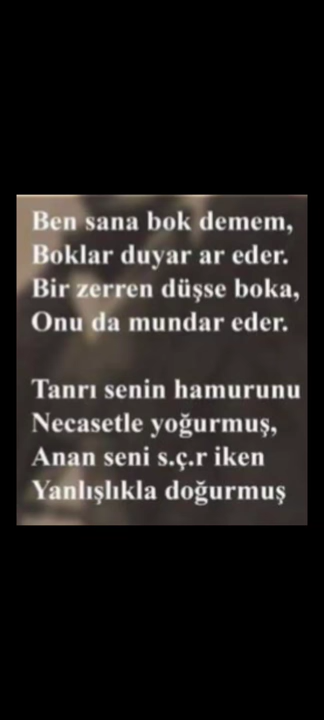 Ben sana bok demem,
Boklar duyar ar eder.
Bir zerren düşse boka,
Onu da mundar eder.
Tanrı senin hamurunu
Necasetle yoğurmuş,
Anan seni s.ç.r iken
Yanlışlıkla doğurmuş